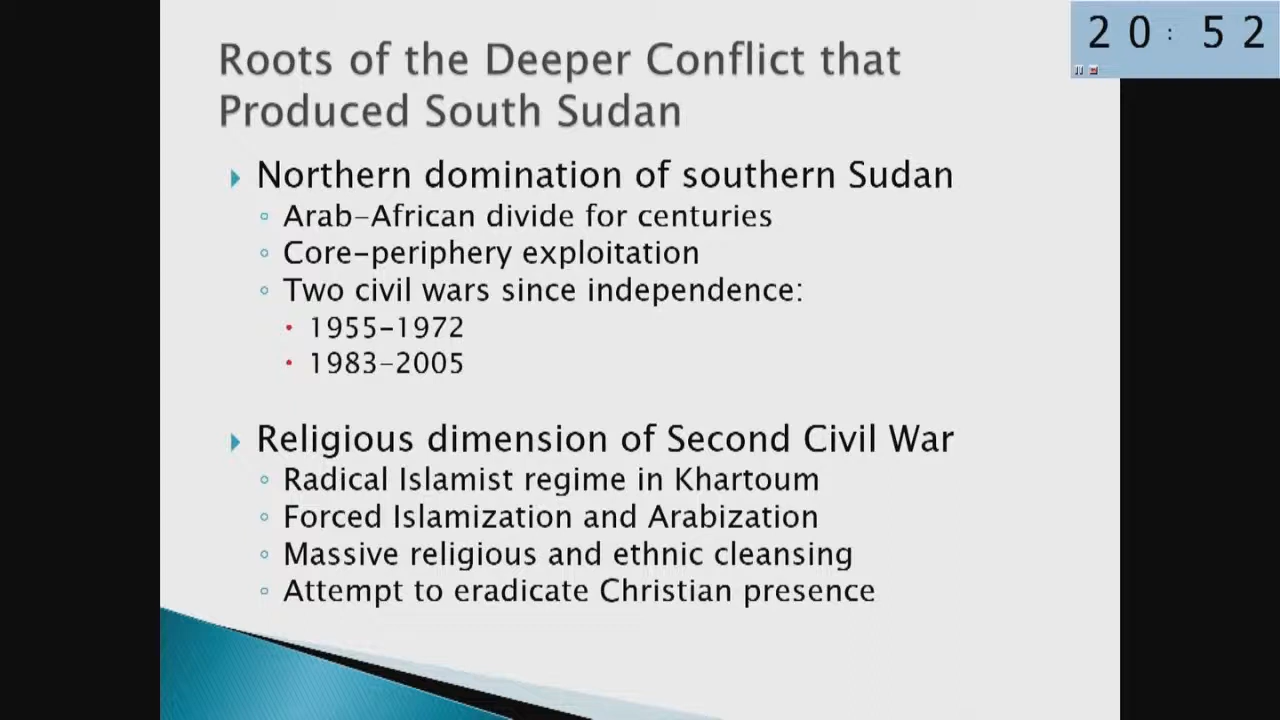 20:52
Roots of the Deeper Conflict that
Produced South Sudan
Northern domination of southern Sudan
Arab-African divide for centuries
Core-periphery exploitation
Two civil wars since independence:
1955-1972
1983-2005
Religious dimension of Second Civil War
Radical Islamist regime in Khartoum
Forced Islamization and Arabization
Massive religious and ethnic cleansing
Attempt to eradicate Christian presence